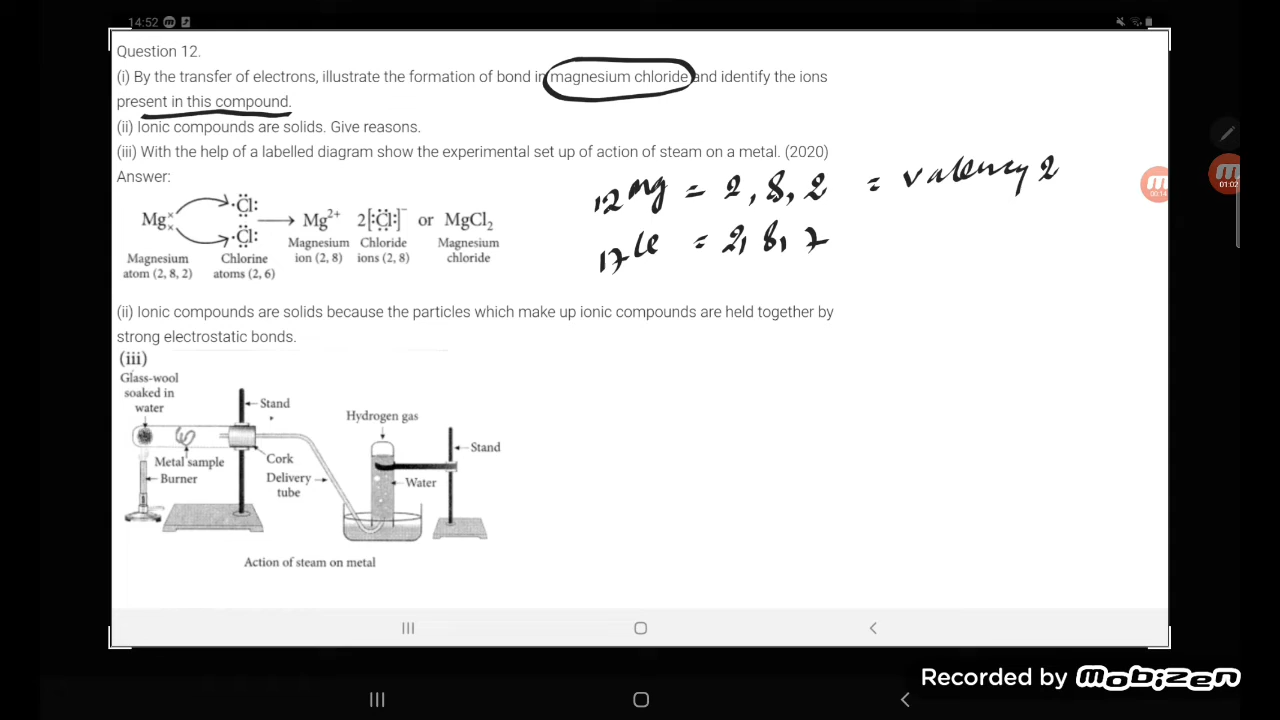 14:52
Question 12.
(i) By the transfer of electrons, illustrate the formation of bond in magnesium chloride and identify the ions
present in this compound.
(ii) Ionic compounds are solids. Give reasons.
(iii) With the help of a labelled diagram show the experimental set up of action of steam on a metal. (2020)
Answer:
12Mg = 2, 8, 2 = valency 2
17Cl = 2, 8, 7
Mg Cl Cl → Mg²⁺ 2[Cl]⁻ or MgCl₂
Magnesium atom (2, 8, 2)
Chlorine atoms (2, 6)
Magnesium ion (2, 8)
Chloride ions (2, 8)
Magnesium chloride
(ii) Ionic compounds are solids because the particles which make up ionic compounds are held together by
strong electrostatic bonds.
(iii)
Glass-wool
soaked in
water
Stand
Hydrogen gas
Stand
Metal sample
Cork
Burner
Delivery
tube
Water
Action of steam on metal
00:14
01:02
Recorded by Mobizen